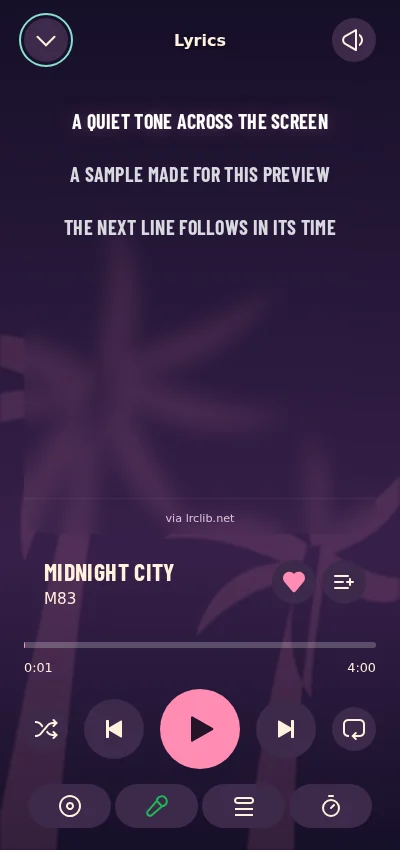 Lyrics
A QUIET TONE ACROSS THE SCREEN
A SAMPLE MADE FOR THIS PREVIEW
THE NEXT LINE FOLLOWS IN ITS TIME
via lrclib.net
MIDNIGHT CITY
M83
0:01 4:00